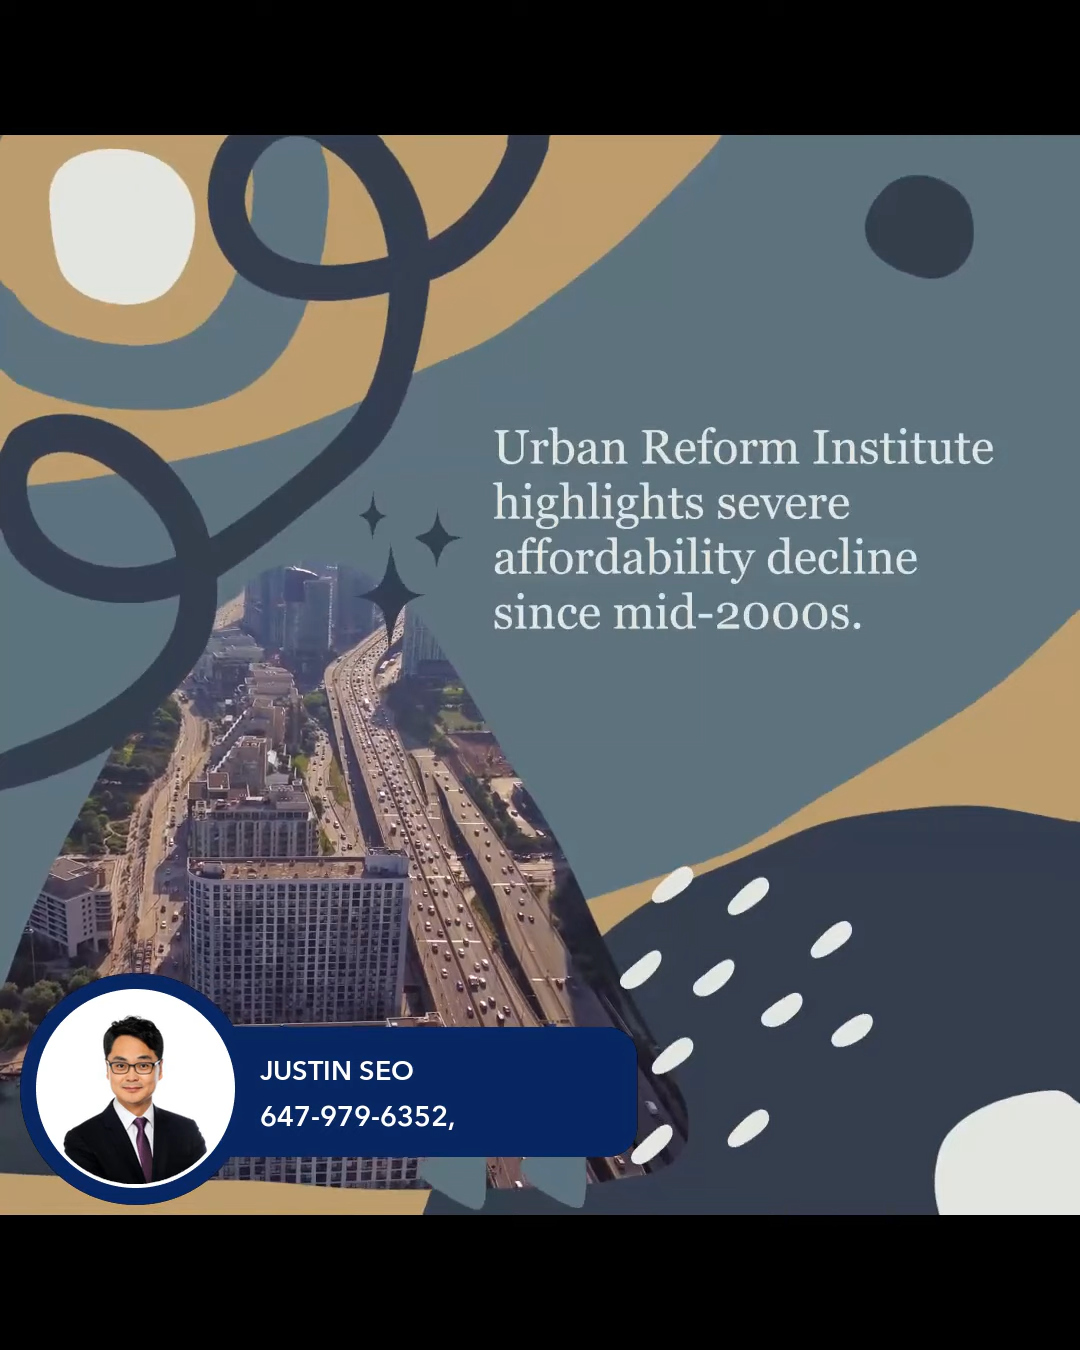 Urban Reform Institute
highlights severe
affordability decline
since mid-2000s.
JUSTIN SEO
647-979-6352,